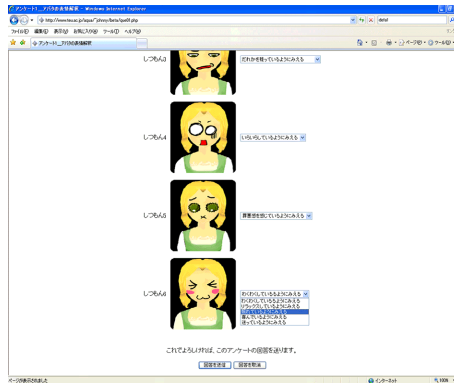 アンケート1_アバタの表情解釈 - Windows Internet Explorer
ファイル(F) 編集(E) 表示(V) お気に入り(A) ツール(T) ヘルプ(H)
アンケート1_アバタの表情解釈
ページ(P) ツール(O)
しつもん3
だれかを疑っているようにみえる
しつもん4
いらいらしているようにみえる
しつもん5
罪悪感を感じているようにみえる
しつもん6
わくわくしているようにみえる
わくわくしているようにみえる
リラックスしているようにみえる
照れているようにみえる
喜んでいるようにみえる
迷っているようにみえる
これでよろしければ、このアンケートの回答を送ります。
回答を送信 回答を取消
ページが表示されました
インターネット
100%